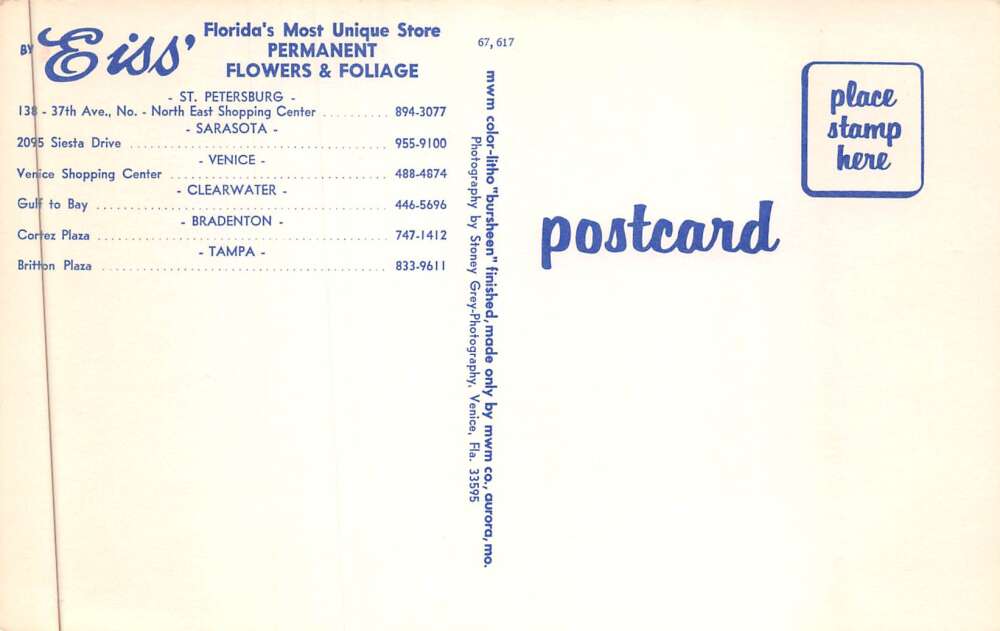 BY Eiss' Florida's Most Unique Store
PERMANENT
FLOWERS & FOLIAGE
- ST. PETERSBURG -
138 - 37th Ave., No. - North East Shopping Center .......... 894-3077
- SARASOTA -
2095 Siesta Drive ........................................ 955-9100
- VENICE -
Venice Shopping Center ................................... 488-4874
- CLEARWATER -
Gulf to Bay .............................................. 446-5696
- BRADENTON -
Cortez Plaza ............................................. 747-1412
- TAMPA -
Britton Plaza ............................................ 833-9611
67, 617
mwm color-litho "bursheen" finished, made only by mwm co., aurora, mo.
Photography by Stoney Grey-Photography, Venice, Fla. 33595
postcard
place
stamp
here